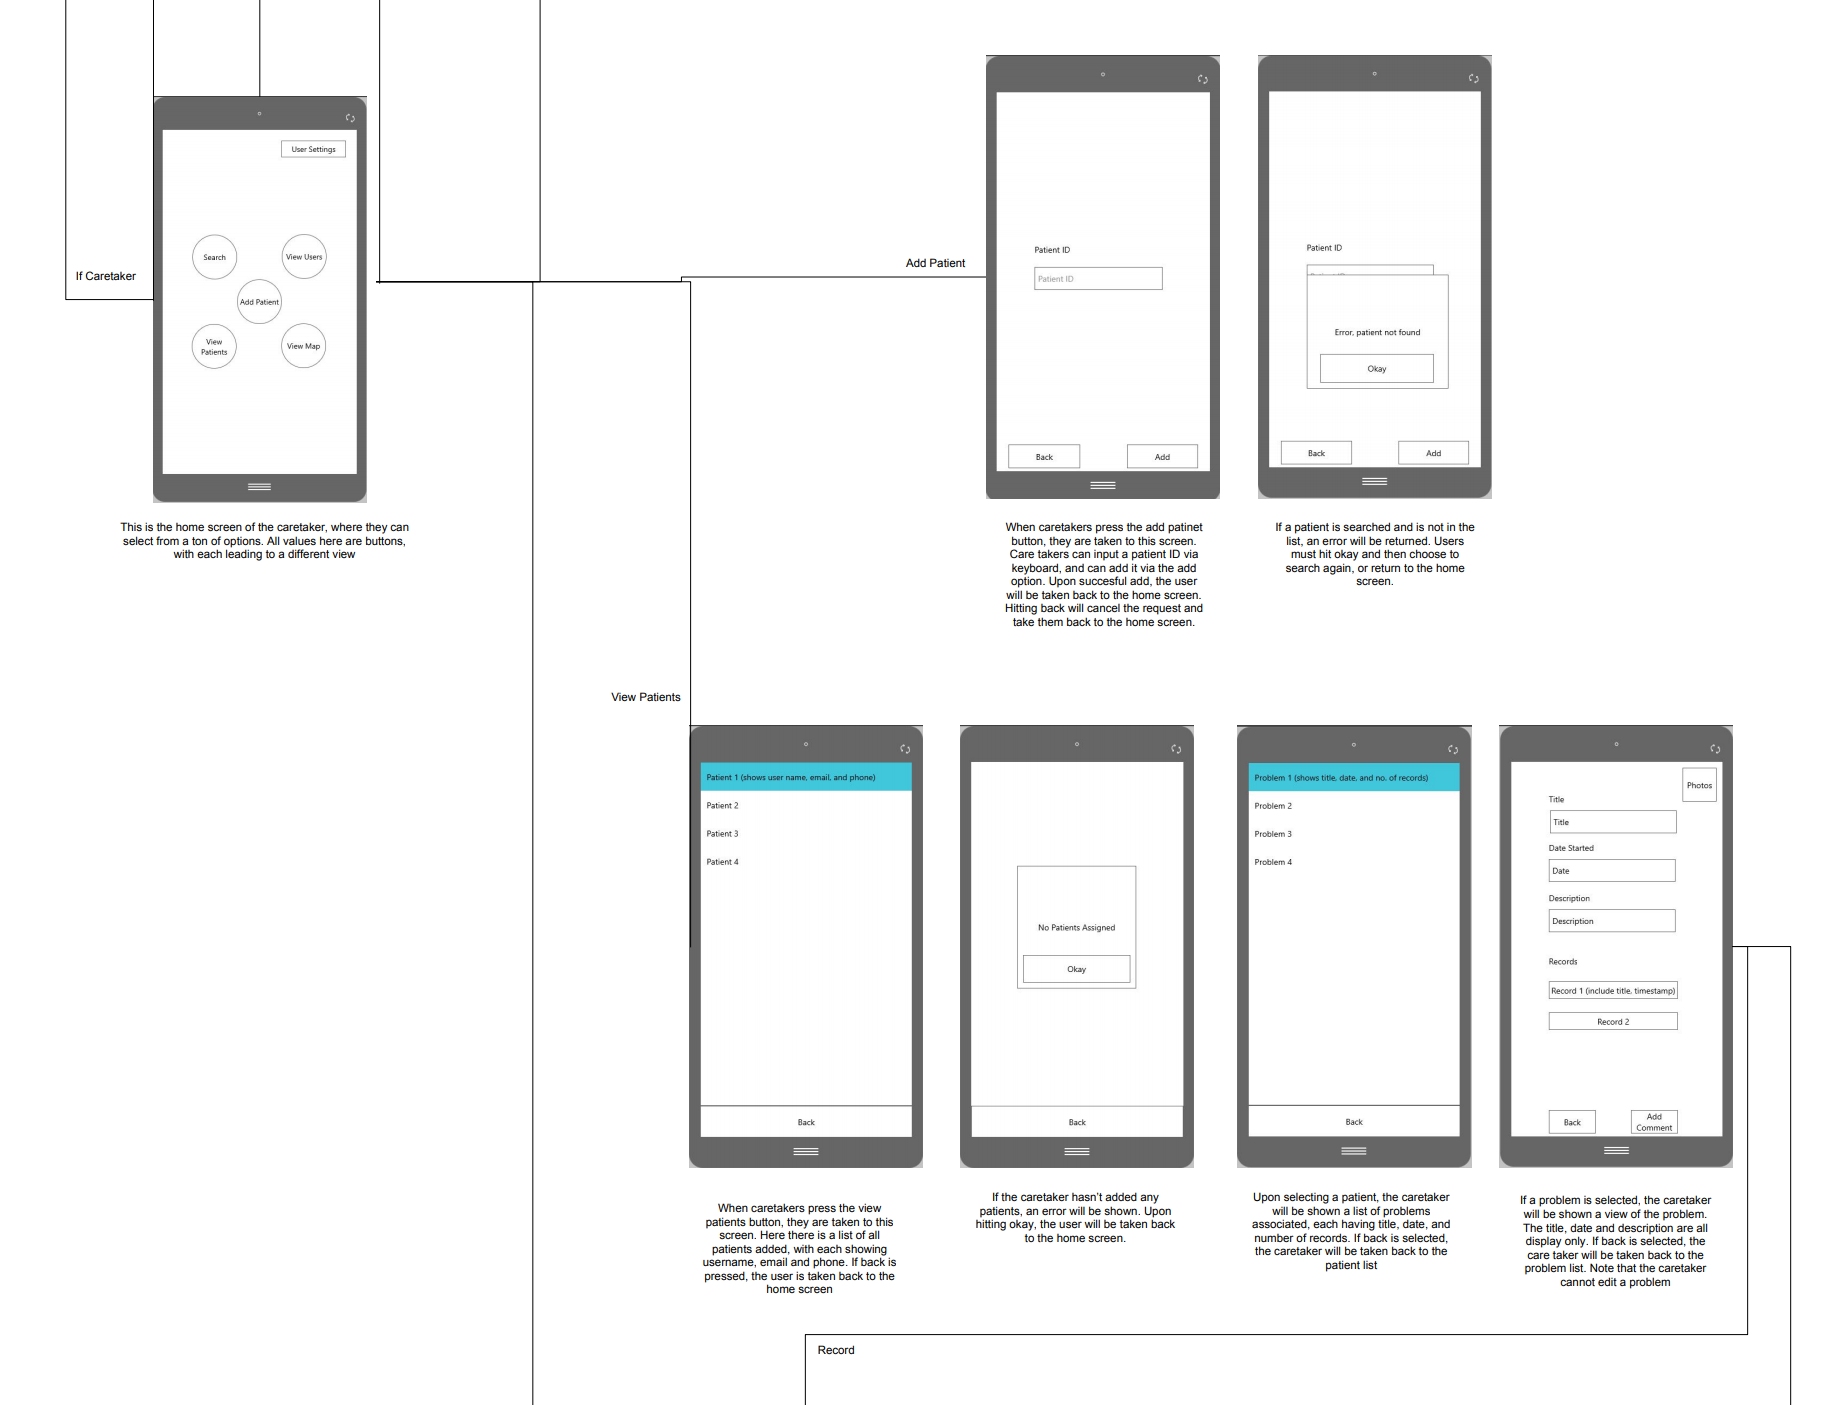 If Caretaker
User Settings
Search
View Users
Add Patient
View
Patients
View Map
This is the home screen of the caretaker, where they can
select from a ton of options. All values here are buttons,
with each leading to a different view
Add Patient
Patient ID
Patient ID
Back
Add
When caretakers press the add patinet
button, they are taken to this screen.
Care takers can input a patient ID via
keyboard, and can add it via the add
option. Upon succesful add, the user
will be taken back to the home screen.
Hitting back will cancel the request and
take them back to the home screen.
Patient ID
Error, patient not found
Okay
Back
Add
If a patient is searched and is not in the
list, an error will be returned. Users
must hit okay and then choose to
search again, or return to the home
screen.
View Patients
Patient 1 (shows user name, email, and phone)
Patient 2
Patient 3
Patient 4
Back
When caretakers press the view
patients button, they are taken to this
screen. Here there is a list of all
patients added, with each showing
username, email and phone. If back is
pressed, the user is taken back to the
home screen
No Patients Assigned
Okay
Back
If the caretaker hasn't added any
patients, an error will be shown. Upon
hitting okay, the user will be taken back
to the home screen.
Problem 1 (shows title, date, and no. of records)
Problem 2
Problem 3
Problem 4
Back
Upon selecting a patient, the caretaker
will be shown a list of problems
associated, each having title, date, and
number of records. If back is selected,
the caretaker will be taken back to the
patient list
Photos
Title
Title
Date Started
Date
Description
Description
Records
Record 1 (include title, timestamp)
Record 2
Back
Add
Comment
If a problem is selected, the caretaker
will be shown a view of the problem.
The title, date and description are all
display only. If back is selected, the
care taker will be taken back to the
problem list. Note that the caretaker
cannot edit a problem
Record